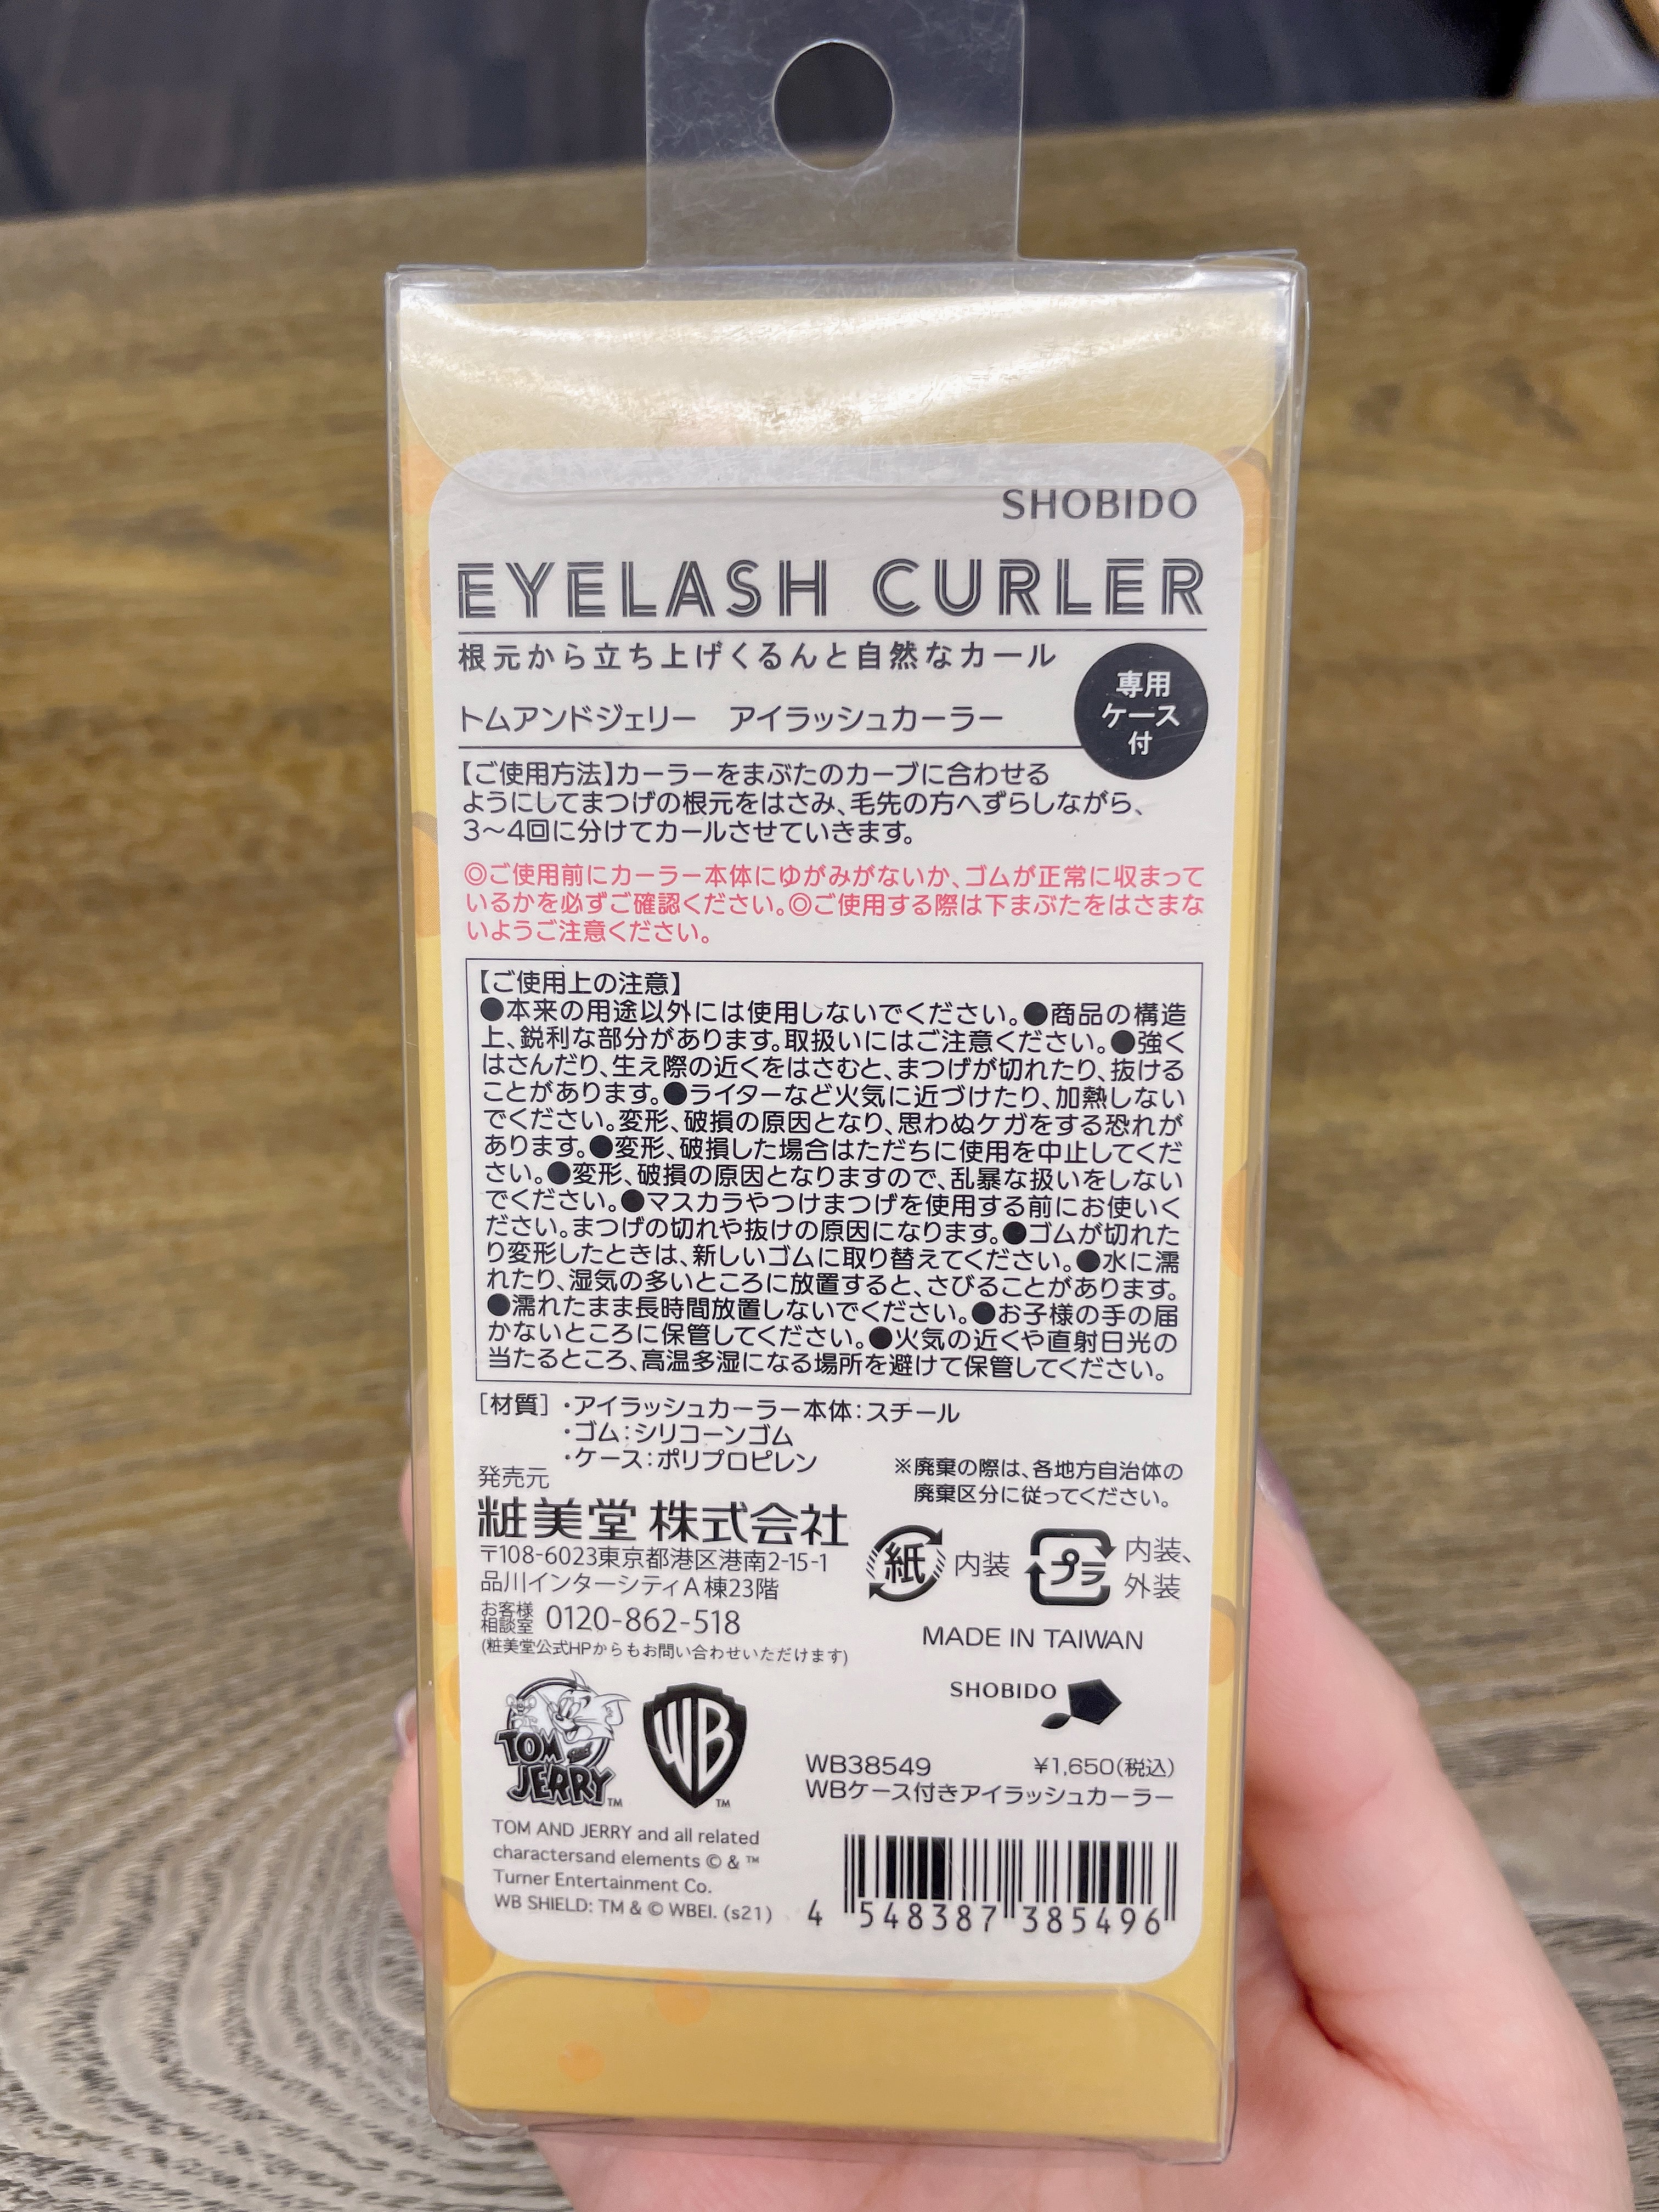 SHOBIDO
EYELASH CURLER
根元から立ち上げくるんと自然なカール
専用
ケース
付
トムアンドジェリー　アイラッシュカーラー
【ご使用方法】カーラーをまぶたのカーブに合わせる
ようにしてまつげの根元をはさみ、毛先の方へずらしながら、
3〜4回に分けてカールさせていきます。
◎ご使用前にカーラー本体にゆがみがないか、ゴムが正常に収まって
いるかを必ずご確認ください。◎ご使用する際は下まぶたをはさまな
いようご注意ください。
【ご使用上の注意】
●本来の用途以外には使用しないでください。●商品の構造
上、鋭利な部分があります。取扱いにはご注意ください。●強く
はさんだり、生え際の近くをはさむと、まつげが切れたり、抜ける
ことがあります。●ライターなど火気に近づけたり、加熱しない
でください。変形、破損の原因となり、思わぬケガをする恐れが
あります。●変形、破損した場合はただちに使用を中止してくだ
さい。●変形、破損の原因となりますので、乱暴な扱いをしない
でください。●マスカラやつけまつげを使用する前にお使いく
ださい。まつげの切れや抜けの原因になります。●ゴムが切れた
り変形したときは、新しいゴムに取り替えてください。●水に濡
れたり、湿気の多いところに放置すると、さびることがあります。
●濡れたまま長時間放置しないでください。●お子様の手の届
かないところに保管してください。●火気の近くや直射日光の
当たるところ、高温多湿になる場所を避けて保管してください。
［材質］・アイラッシュカーラー本体：スチール
・ゴム：シリコーンゴム
・ケース：ポリプロピレン
※廃棄の際は、各地方自治体の
廃棄区分に従ってください。
発売元
粧美堂 株式会社
〒108-6023東京都港区港南2-15-1
品川インターシティA棟23階
お客様
相談室 0120-862-518
(粧美堂公式HPからもお問い合わせいただけます)
紙 内装
プラ 内装、
外装
MADE IN TAIWAN
SHOBIDO
TOM
JERRY™
WB™
WB38549 ¥1,650(税込)
WBケース付きアイラッシュカーラー
TOM AND JERRY and all related
charactersand elements © & ™
Turner Entertainment Co.
WB SHIELD: TM & © WBEI. (s21)
4 548387 385496